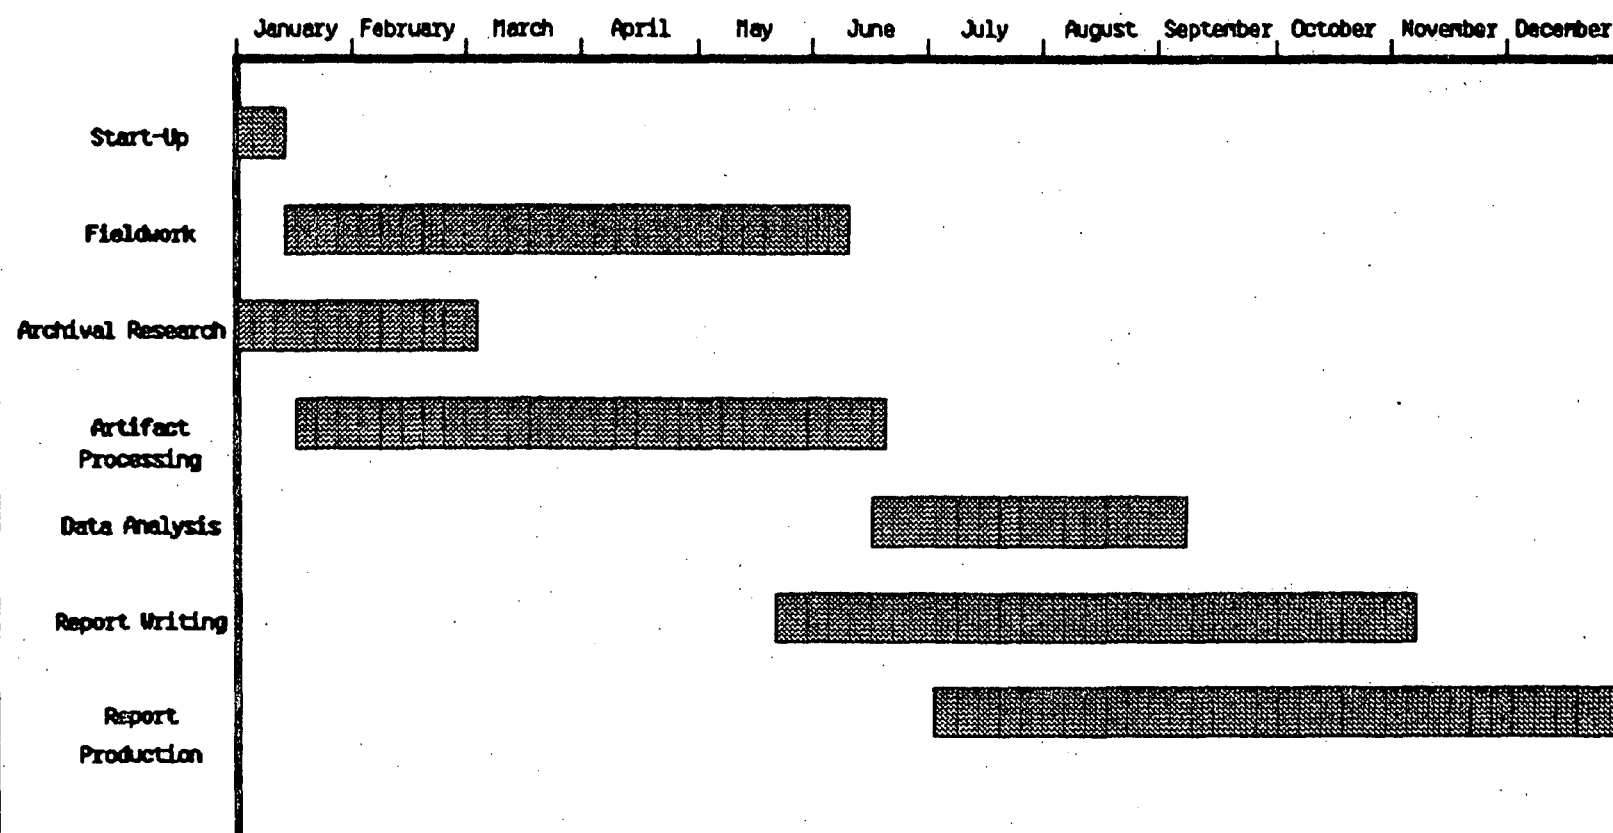 January February March April May June July August September October November December
Start-Up
Fieldwork
Archival Research
Artifact
Processing
Data Analysis
Report Writing
Report
Production